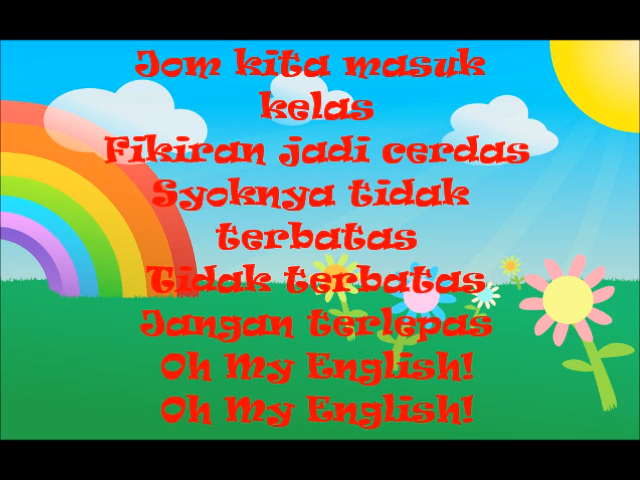 Jom kita masuk
kelas
Fikiran jadi cerdas
Syoknya tidak
terbatas
Tidak terbatas
Jangan terlepas
Oh My English!
Oh My English!